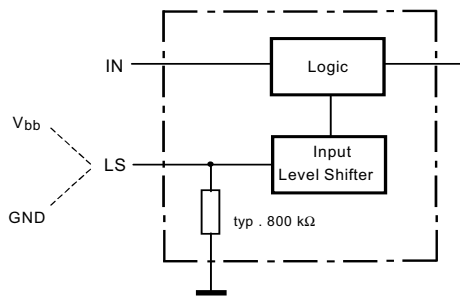 IN
Logic
Vbb
LS
Input
Level Shifter
GND
typ . 800 kΩ